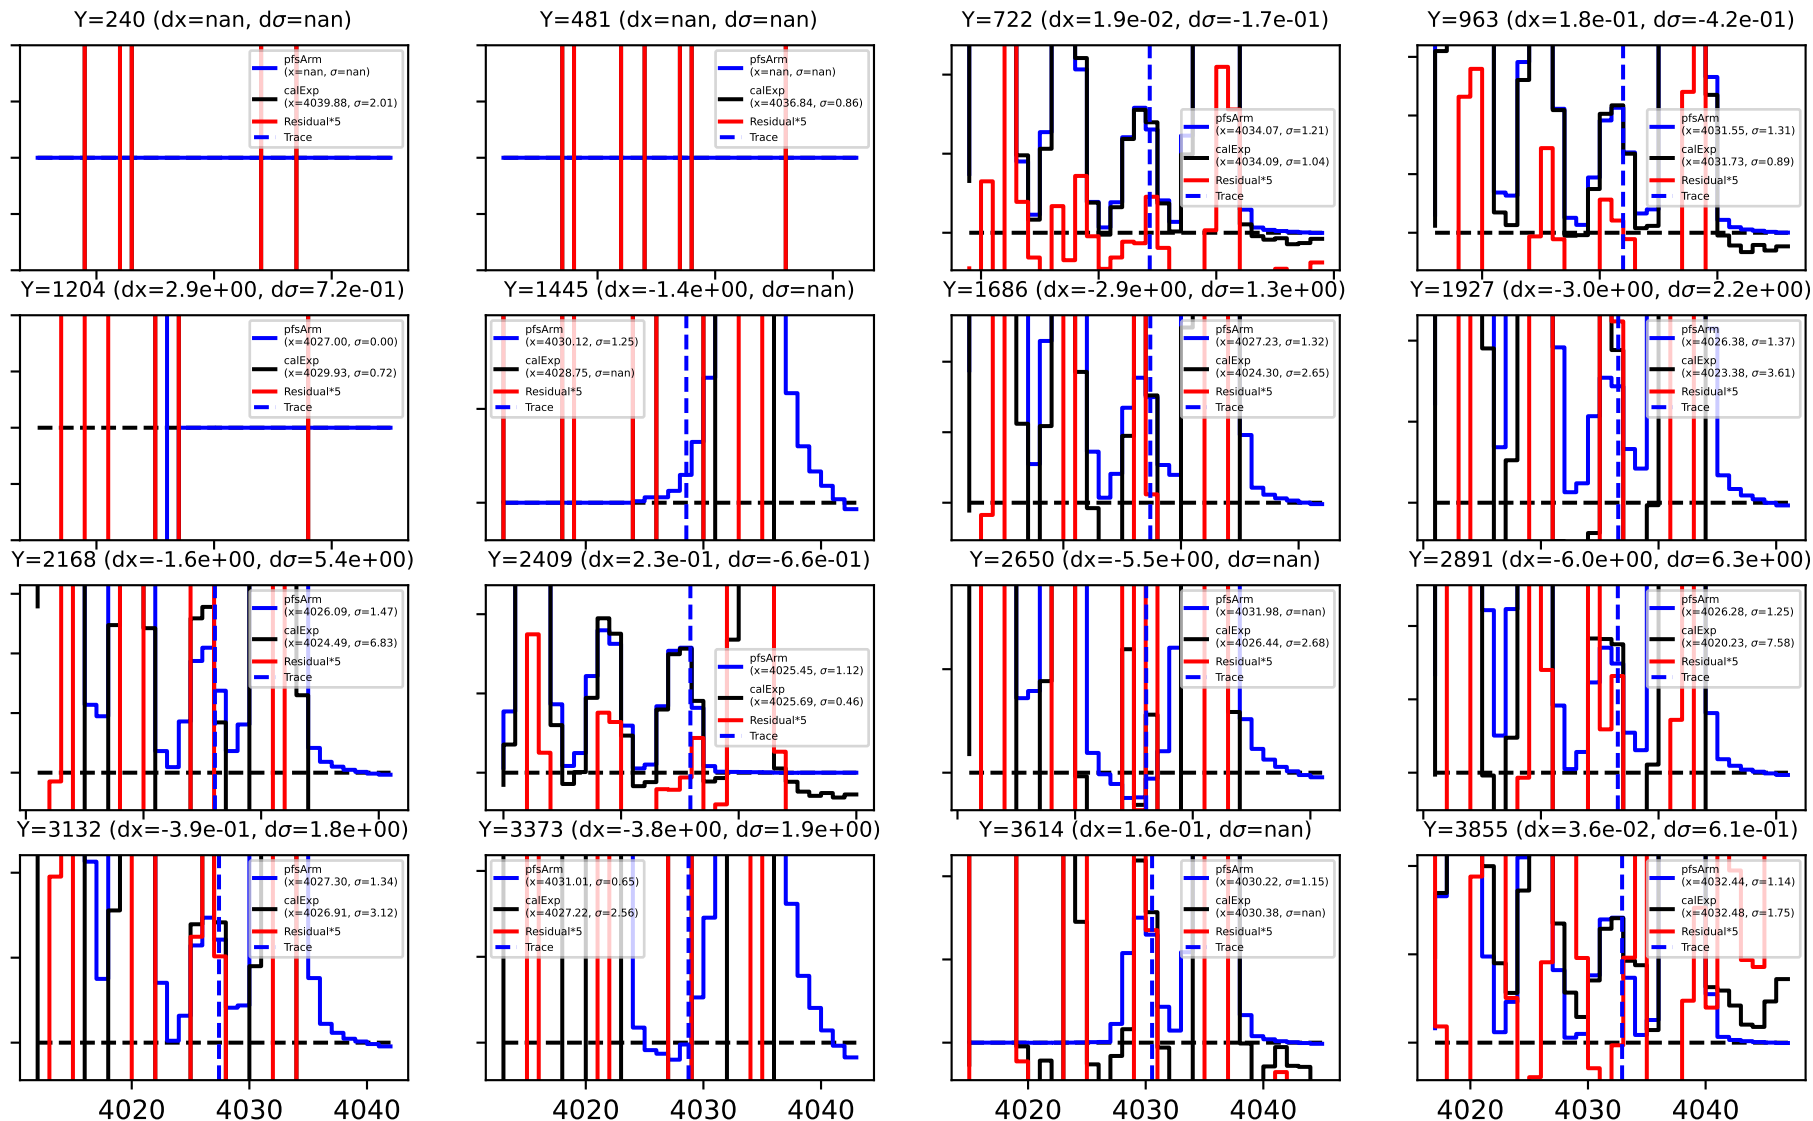 Y=240 (dx=nan, dσ=nan)
pfsArm
(x=nan, σ=nan)
calExp
(x=4039.88, σ=2.01)
Residual*5
Trace
Y=481 (dx=nan, dσ=nan)
pfsArm
(x=nan, σ=nan)
calExp
(x=4036.84, σ=0.86)
Residual*5
Trace
Y=722 (dx=1.9e-02, dσ=-1.7e-01)
pfsArm
(x=4034.07, σ=1.21)
calExp
(x=4034.09, σ=1.04)
Residual*5
Trace
Y=963 (dx=1.8e-01, dσ=-4.2e-01)
pfsArm
(x=4031.55, σ=1.31)
calExp
(x=4031.73, σ=0.89)
Residual*5
Trace
Y=1204 (dx=2.9e+00, dσ=7.2e-01)
pfsArm
(x=4027.00, σ=0.00)
calExp
(x=4029.93, σ=0.72)
Residual*5
Trace
Y=1445 (dx=-1.4e+00, dσ=nan)
pfsArm
(x=4030.12, σ=1.25)
calExp
(x=4028.75, σ=nan)
Residual*5
Trace
Y=1686 (dx=-2.9e+00, dσ=1.3e+00)
pfsArm
(x=4027.23, σ=1.32)
calExp
(x=4024.30, σ=2.65)
Residual*5
Trace
Y=1927 (dx=-3.0e+00, dσ=2.2e+00)
pfsArm
(x=4026.38, σ=1.37)
calExp
(x=4023.38, σ=3.61)
Residual*5
Trace
Y=2168 (dx=-1.6e+00, dσ=5.4e+00)
pfsArm
(x=4026.09, σ=1.47)
calExp
(x=4024.49, σ=6.83)
Residual*5
Trace
Y=2409 (dx=2.3e-01, dσ=-6.6e-01)
pfsArm
(x=4025.45, σ=1.12)
calExp
(x=4025.69, σ=0.46)
Residual*5
Trace
Y=2650 (dx=-5.5e+00, dσ=nan)
pfsArm
(x=4031.98, σ=nan)
calExp
(x=4026.44, σ=2.68)
Residual*5
Trace
Y=2891 (dx=-6.0e+00, dσ=6.3e+00)
pfsArm
(x=4026.28, σ=1.25)
calExp
(x=4020.23, σ=7.58)
Residual*5
Trace
Y=3132 (dx=-3.9e-01, dσ=1.8e+00)
pfsArm
(x=4027.30, σ=1.34)
calExp
(x=4026.91, σ=3.12)
Residual*5
Trace
Y=3373 (dx=-3.8e+00, dσ=1.9e+00)
pfsArm
(x=4031.01, σ=0.65)
calExp
(x=4027.22, σ=2.56)
Residual*5
Trace
Y=3614 (dx=1.6e-01, dσ=nan)
pfsArm
(x=4030.22, σ=1.15)
calExp
(x=4030.38, σ=nan)
Residual*5
Trace
Y=3855 (dx=3.6e-02, dσ=6.1e-01)
pfsArm
(x=4032.44, σ=1.14)
calExp
(x=4032.48, σ=1.75)
Residual*5
Trace
4020 4030 4040
4020 4030 4040
4020 4030 4040
4020 4030 4040